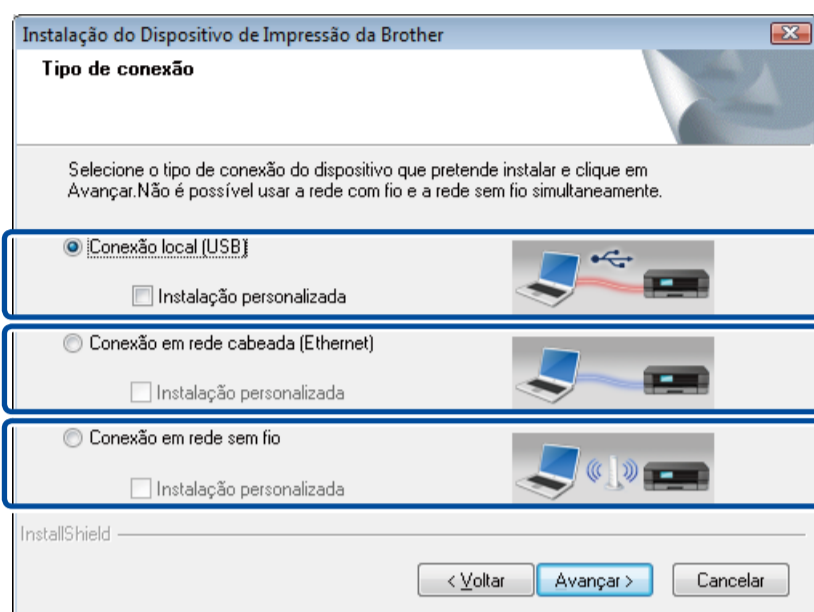 Instalação do Dispositivo de Impressão da Brother
Tipo de conexão
Selecione o tipo de conexão do dispositivo que pretende instalar e clique em
Avançar.Não é possível usar a rede com fio e a rede sem fio simultaneamente.
Conexão local (USB)
Instalação personalizada
Conexão em rede cabeada (Ethernet)
Instalação personalizada
Conexão em rede sem fio
Instalação personalizada
InstallShield
< Voltar
Avançar >
Cancelar